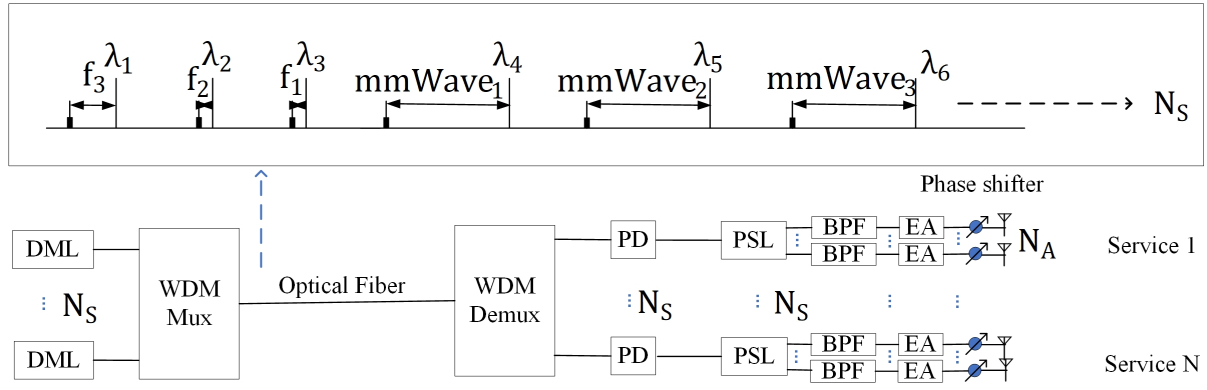 λ1 λ2 λ3 λ4 λ5 λ6
f3 f2 f1 mmWave1 mmWave2 mmWave3
NS
Phase shifter
DML
WDM
Mux
Optical Fiber
WDM
Demux
PD
PSL
BPF EA
BPF EA
NA
Service 1
NS
NS
NS
DML
PD
PSL
BPF EA
BPF EA
Service N